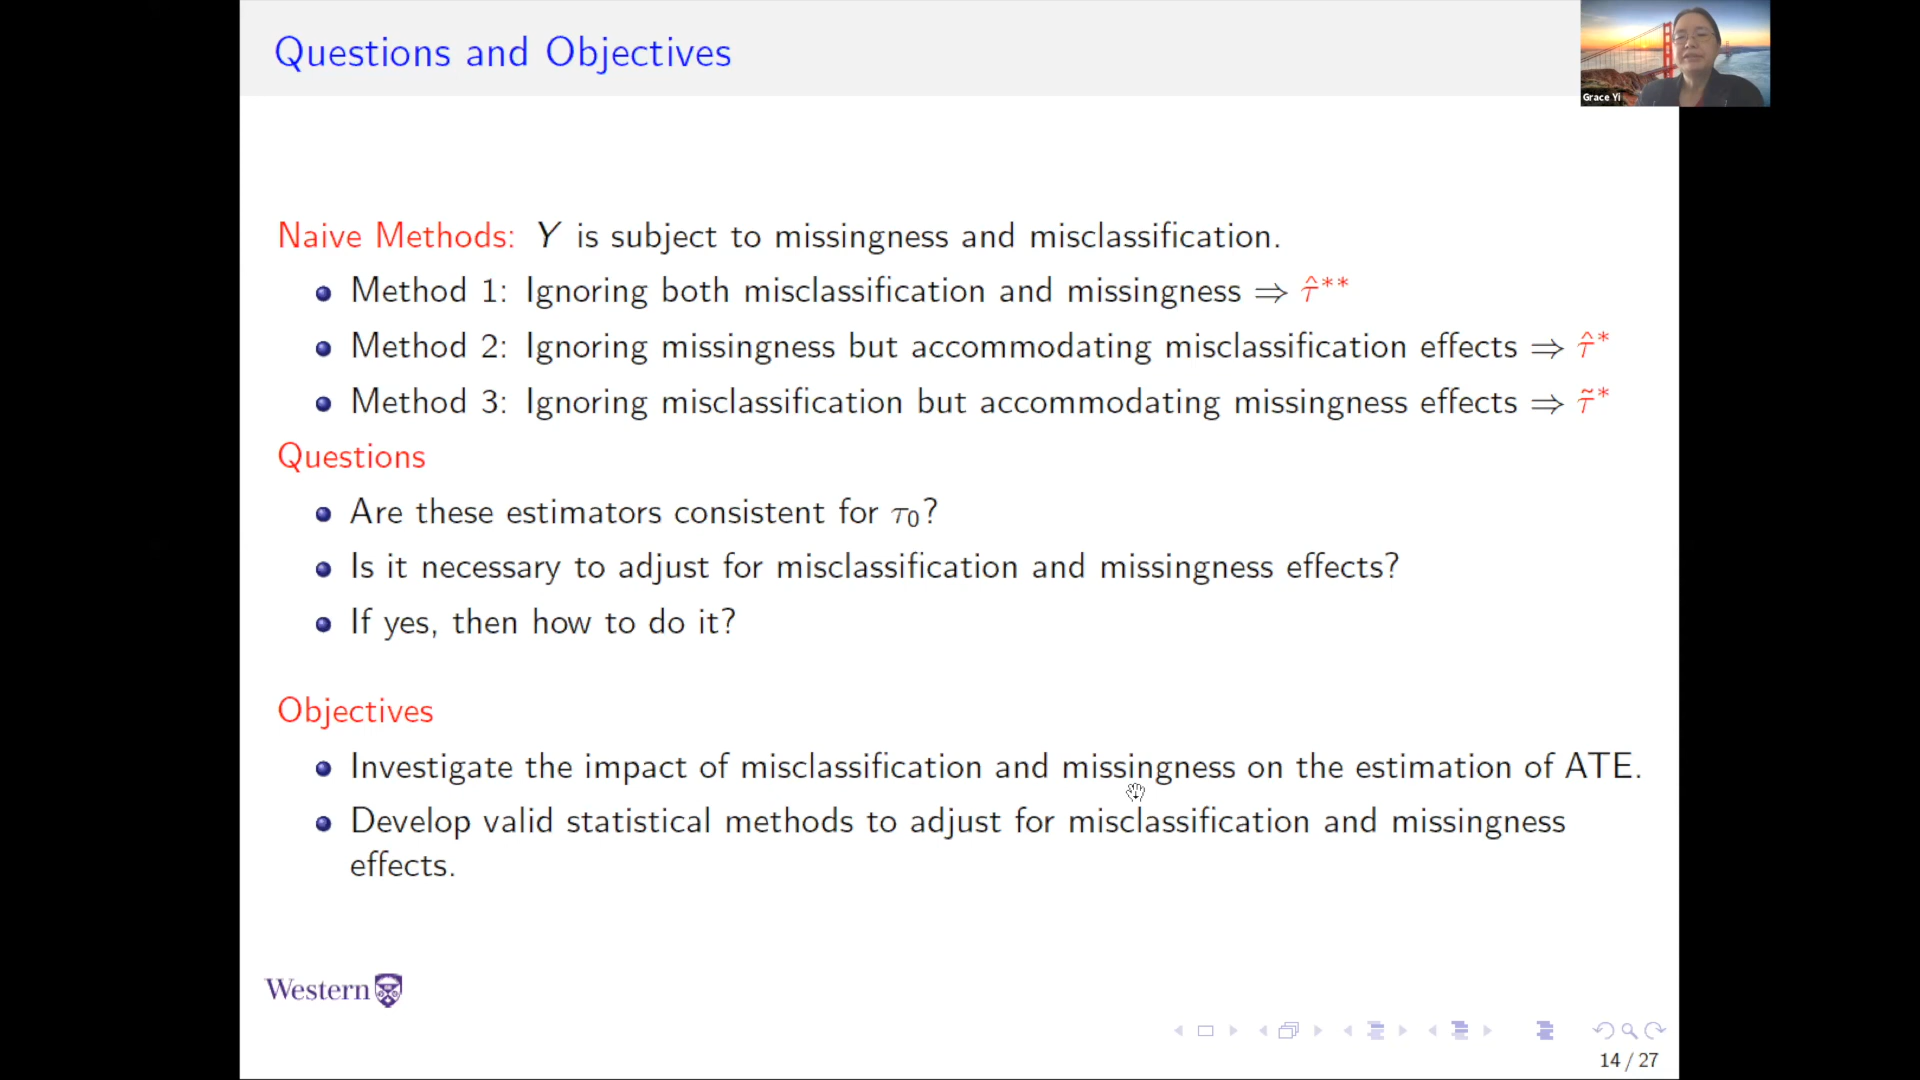 Questions and Objectives
Grace Yi
Naive Methods: Y is subject to missingness and misclassification.
Method 1: Ignoring both misclassification and missingness ⇒ τ̂**
Method 2: Ignoring missingness but accommodating misclassification effects ⇒ τ̂*
Method 3: Ignoring misclassification but accommodating missingness effects ⇒ τ̃*
Questions
Are these estimators consistent for τ₀?
Is it necessary to adjust for misclassification and missingness effects?
If yes, then how to do it?
Objectives
Investigate the impact of misclassification and missingness on the estimation of ATE.
Develop valid statistical methods to adjust for misclassification and missingness
effects.
Western
14 / 27